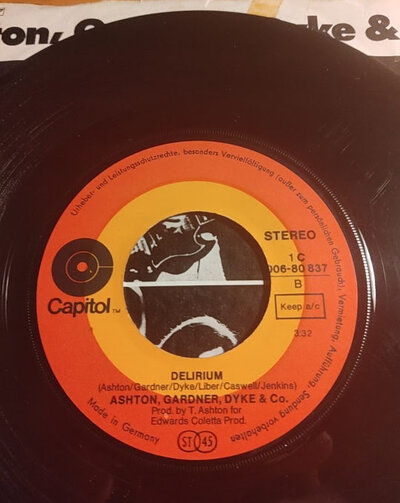 ke &
Urheber- und Leistungsschutzrechte, besonders Vervielfältigung (außer zum persönlichen Gebrauch), Vermietung, Aufführung, Sendung vorbehalten
STEREO
1 C
006-80 837
B
Keep a/c
3:32
Capitol
TM
DELIRIUM
(Ashton/Gardner/Dyke/Liber/Caswell/Jenkins)
ASHTON, GARDNER, DYKE & Co.
Prod. by T. Ashton for
Edwards Coletta Prod.
Made in Germany
ST 45